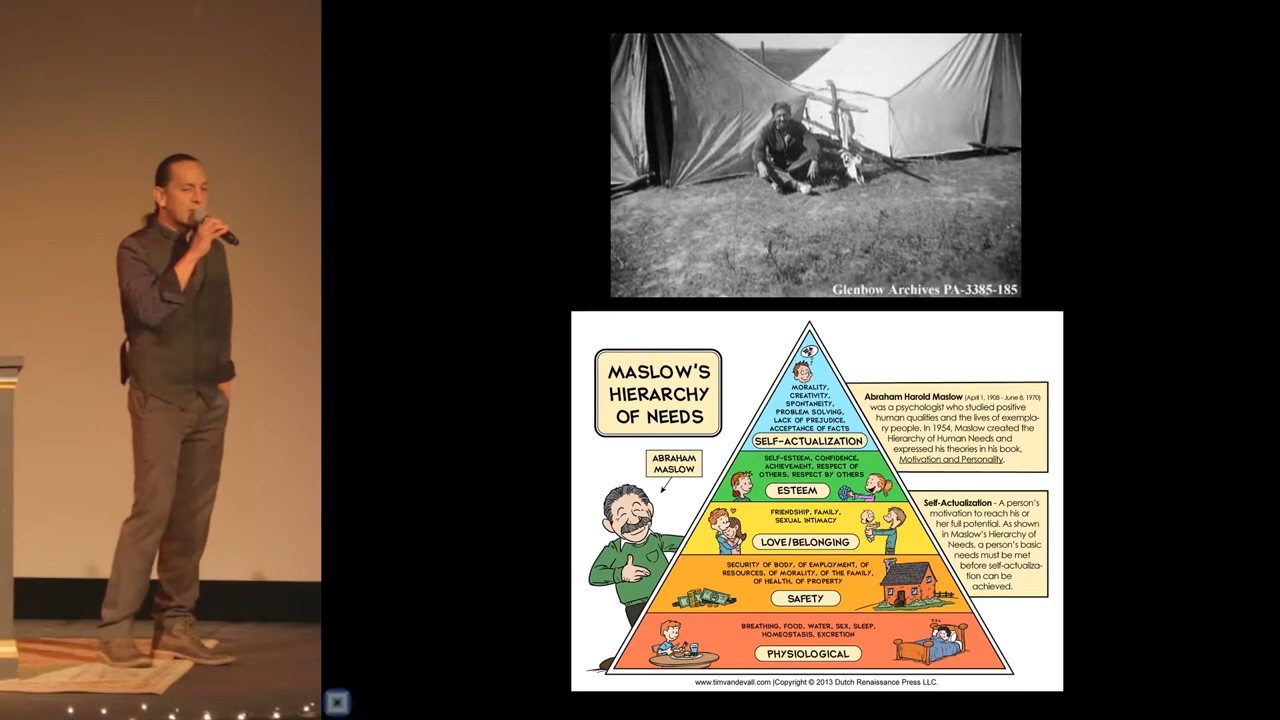 Glenbow Archives PA-3385-185
MASLOW'S
HIERARCHY
OF NEEDS
ABRAHAM
MASLOW
MORALITY,
CREATIVITY,
SPONTANEITY,
PROBLEM SOLVING,
LACK OF PREJUDICE,
ACCEPTANCE OF FACTS
SELF-ACTUALIZATION
SELF-ESTEEM, CONFIDENCE,
ACHIEVEMENT, RESPECT OF
OTHERS, RESPECT BY OTHERS
ESTEEM
FRIENDSHIP, FAMILY,
SEXUAL INTIMACY
LOVE/BELONGING
SECURITY OF BODY, OF EMPLOYMENT, OF
RESOURCES, OF MORALITY, OF THE FAMILY,
OF HEALTH, OF PROPERTY
SAFETY
BREATHING, FOOD, WATER, SEX, SLEEP,
HOMEOSTASIS, EXCRETION
PHYSIOLOGICAL
Abraham Harold Maslow (April 1, 1908 - June 8, 1970)
was a psychologist who studied positive
human qualities and the lives of exempla-
ry people. In 1954, Maslow created the
Hierarchy of Human Needs and
expressed his theories in his book,
Motivation and Personality.
Self-Actualization - A person's
motivation to reach his or
her full potential. As shown
in Maslow's Hierarchy of
Needs, a person's basic
needs must be met
before self-actualiza-
tion can be
achieved.
www.timvandevall.com | Copyright © 2013 Dutch Renaissance Press LLC.